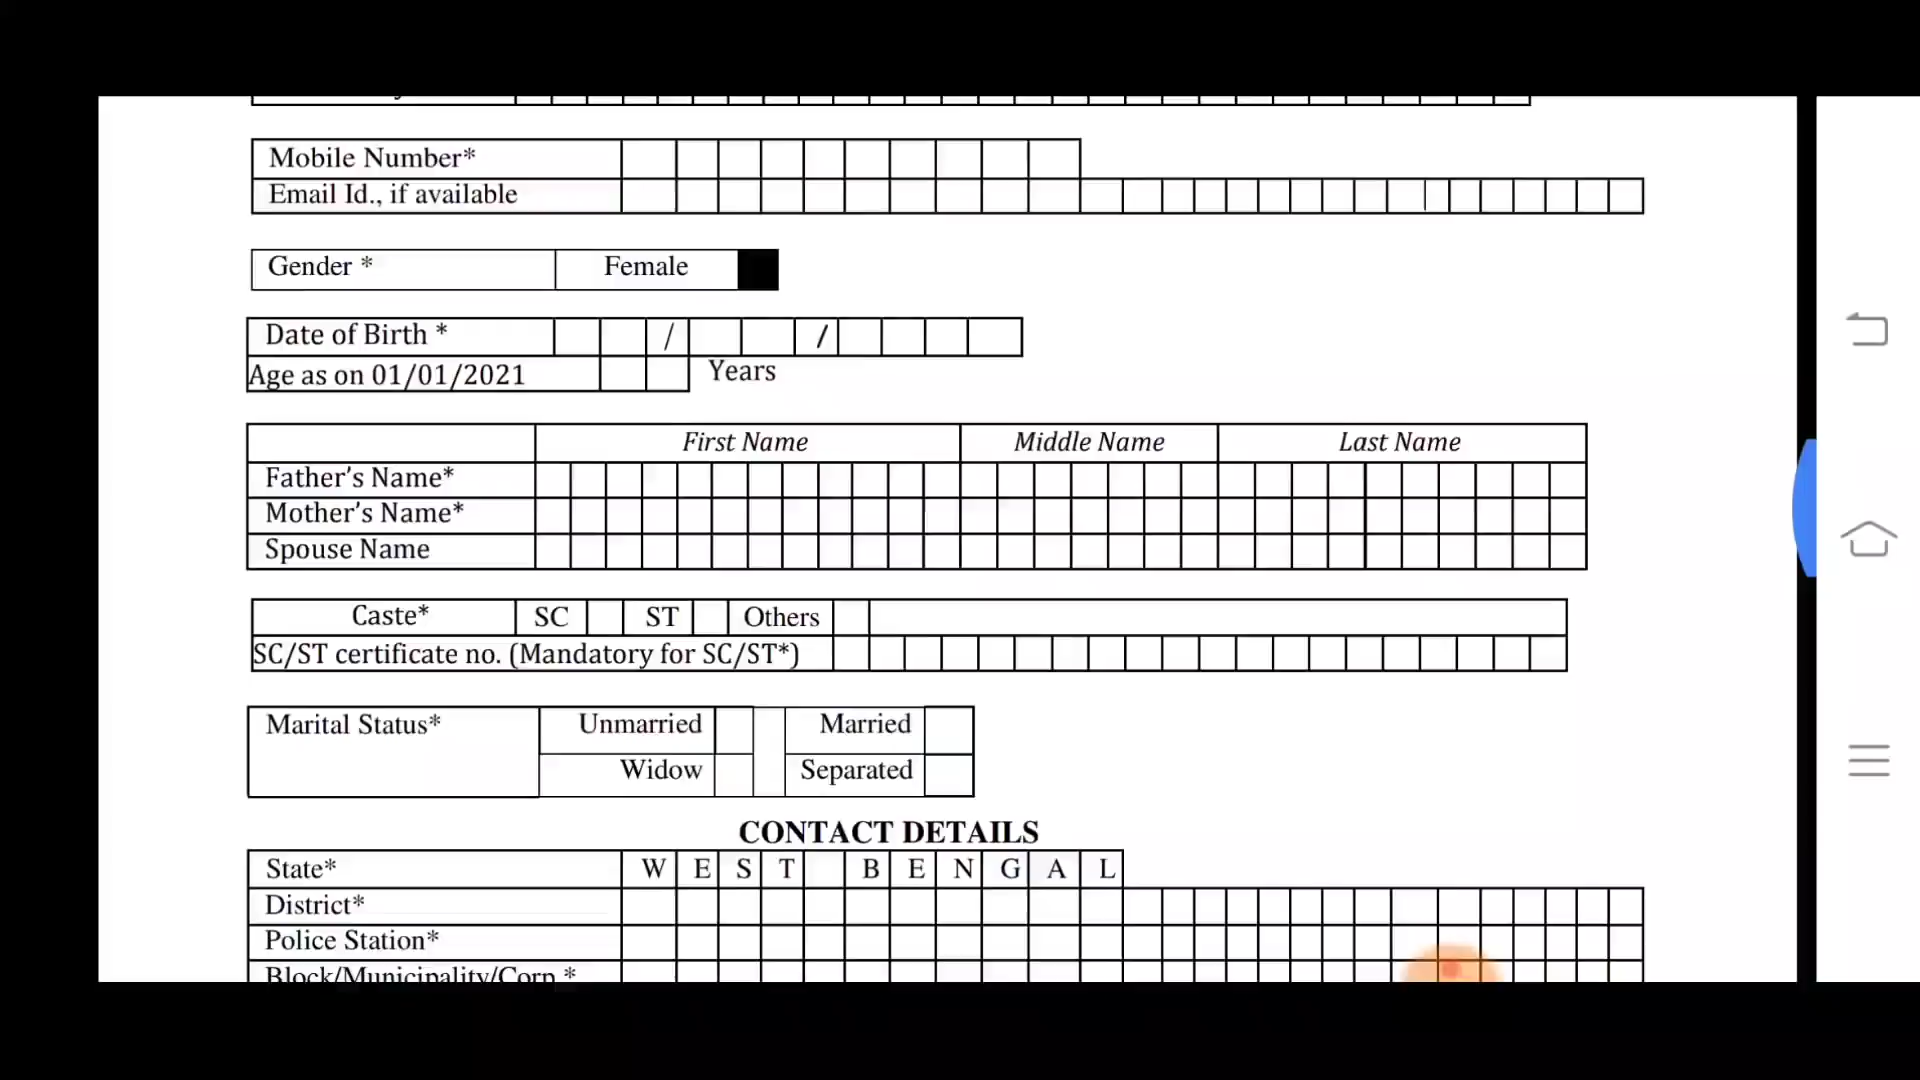 Mobile Number*
Email Id., if available
Gender * Female
Date of Birth * / /
Age as on 01/01/2021 Years
First Name Middle Name Last Name
Father’s Name*
Mother’s Name*
Spouse Name
Caste* SC ST Others
SC/ST certificate no. (Mandatory for SC/ST*)
Marital Status* Unmarried Married
Widow Separated
CONTACT DETAILS
State* W E S T B E N G A L
District*
Police Station*
Block/Municipality/Corp.*